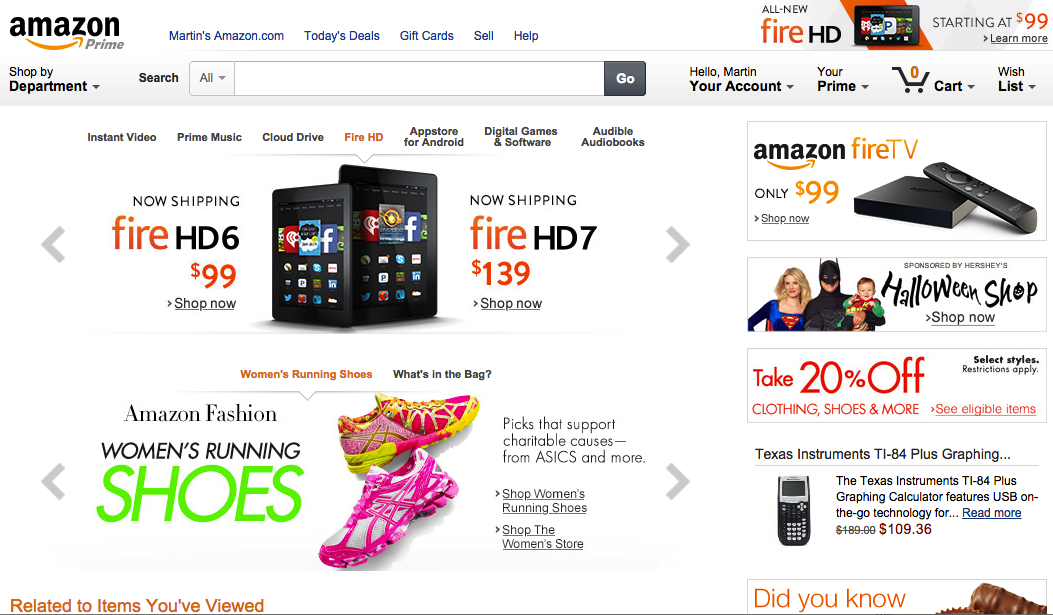 amazon
Prime
Martin's Amazon.com
Today's Deals
Gift Cards
Sell
Help
ALL-NEW
fire HD
STARTING AT $99
Learn more
Shop by
Department
Search
All
Go
Hello, Martin
Your Account
Your
Prime
0
Cart
Wish
List
Instant Video
Prime Music
Cloud Drive
Fire HD
Appstore
for Android
Digital Games
& Software
Audible
Audiobooks
NOW SHIPPING
fire HD6
$99
Shop now
NOW SHIPPING
fire HD7
$139
Shop now
amazon fireTV
ONLY $99
Shop now
SPONSORED BY HERSHEY'S
Halloween Shop
Shop now
Take 20% Off
CLOTHING, SHOES & MORE
Select styles.
Restrictions apply.
See eligible items
Women's Running Shoes
What's in the Bag?
Amazon Fashion
WOMEN'S RUNNING
SHOES
Picks that support
charitable causes—
from ASICS and more.
Shop Women's
Running Shoes
Shop The
Women's Store
Texas Instruments TI-84 Plus Graphing...
The Texas Instruments TI-84 Plus
Graphing Calculator features USB on-
the-go technology for... Read more
$189.00 $109.36
Related to Items You've Viewed
Did you know